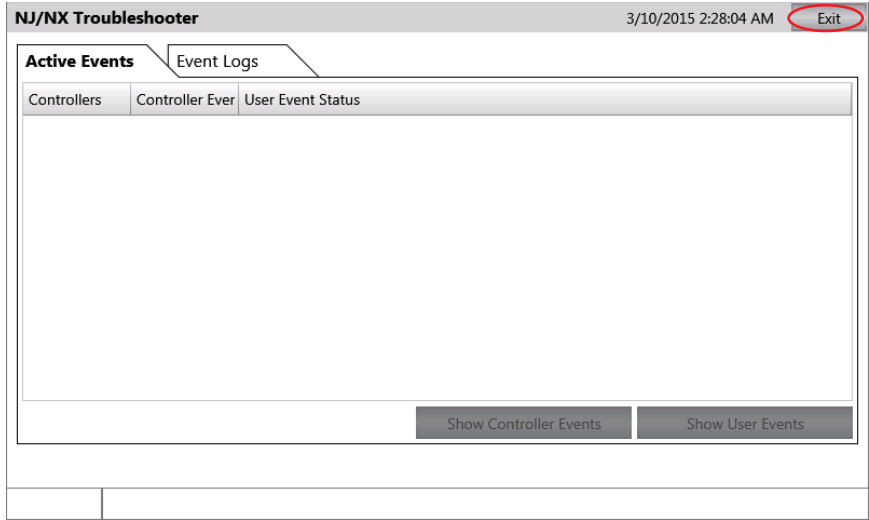 NJ/NX Troubleshooter 3/10/2015 2:28:04 AM Exit
Active Events Event Logs
Controllers Controller Ever User Event Status
Show Controller Events Show User Events